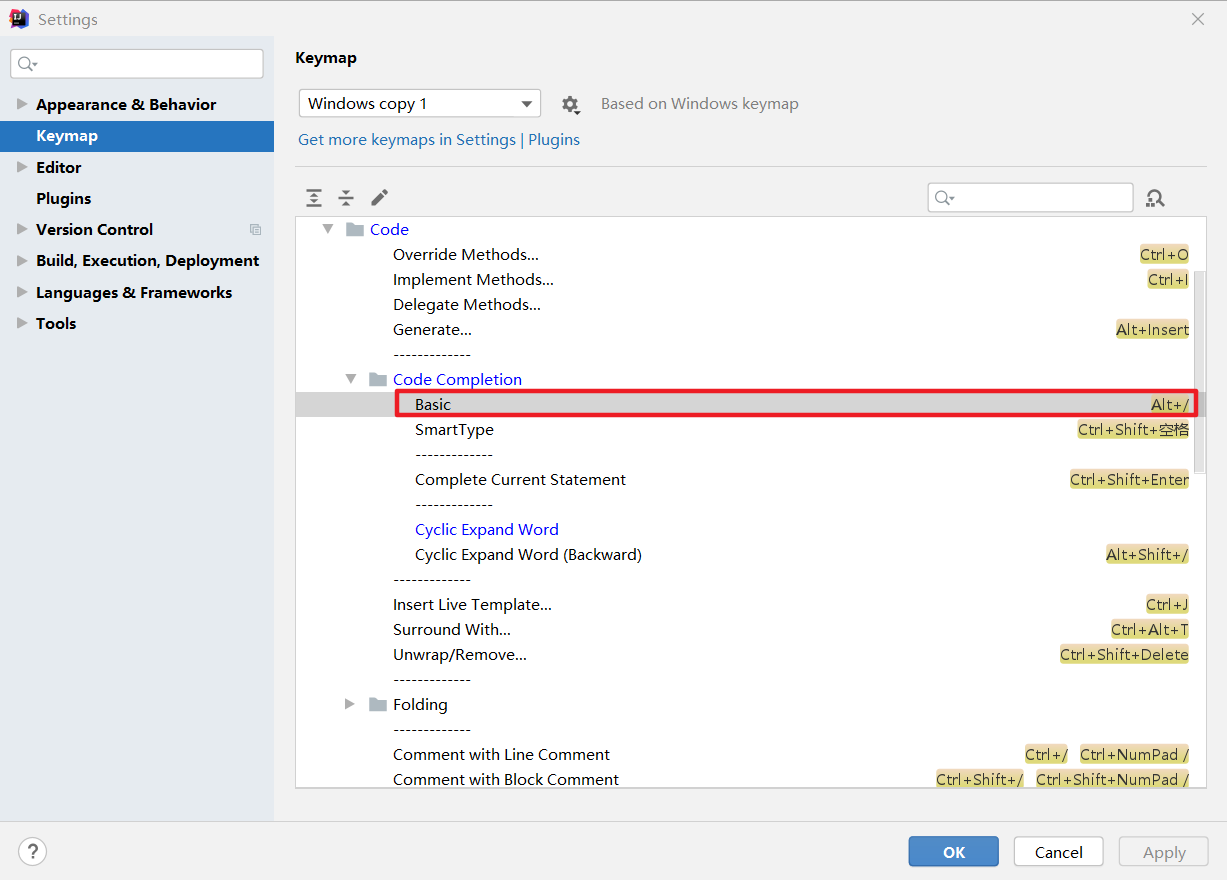 Settings
Appearance & Behavior
Keymap
Editor
Plugins
Version Control
Build, Execution, Deployment
Languages & Frameworks
Tools
Keymap
Windows copy 1 Based on Windows keymap
Get more keymaps in Settings | Plugins
Code
Override Methods... Ctrl+O
Implement Methods... Ctrl+I
Delegate Methods...
Generate... Alt+Insert
-------------
Code Completion
Basic Alt+/
SmartType Ctrl+Shift+空格
-------------
Complete Current Statement Ctrl+Shift+Enter
-------------
Cyclic Expand Word
Cyclic Expand Word (Backward) Alt+Shift+/
-------------
Insert Live Template... Ctrl+J
Surround With... Ctrl+Alt+T
Unwrap/Remove... Ctrl+Shift+Delete
-------------
Folding
-------------
Comment with Line Comment Ctrl+/ Ctrl+NumPad /
Comment with Block Comment Ctrl+Shift+/ Ctrl+Shift+NumPad /
? OK Cancel Apply